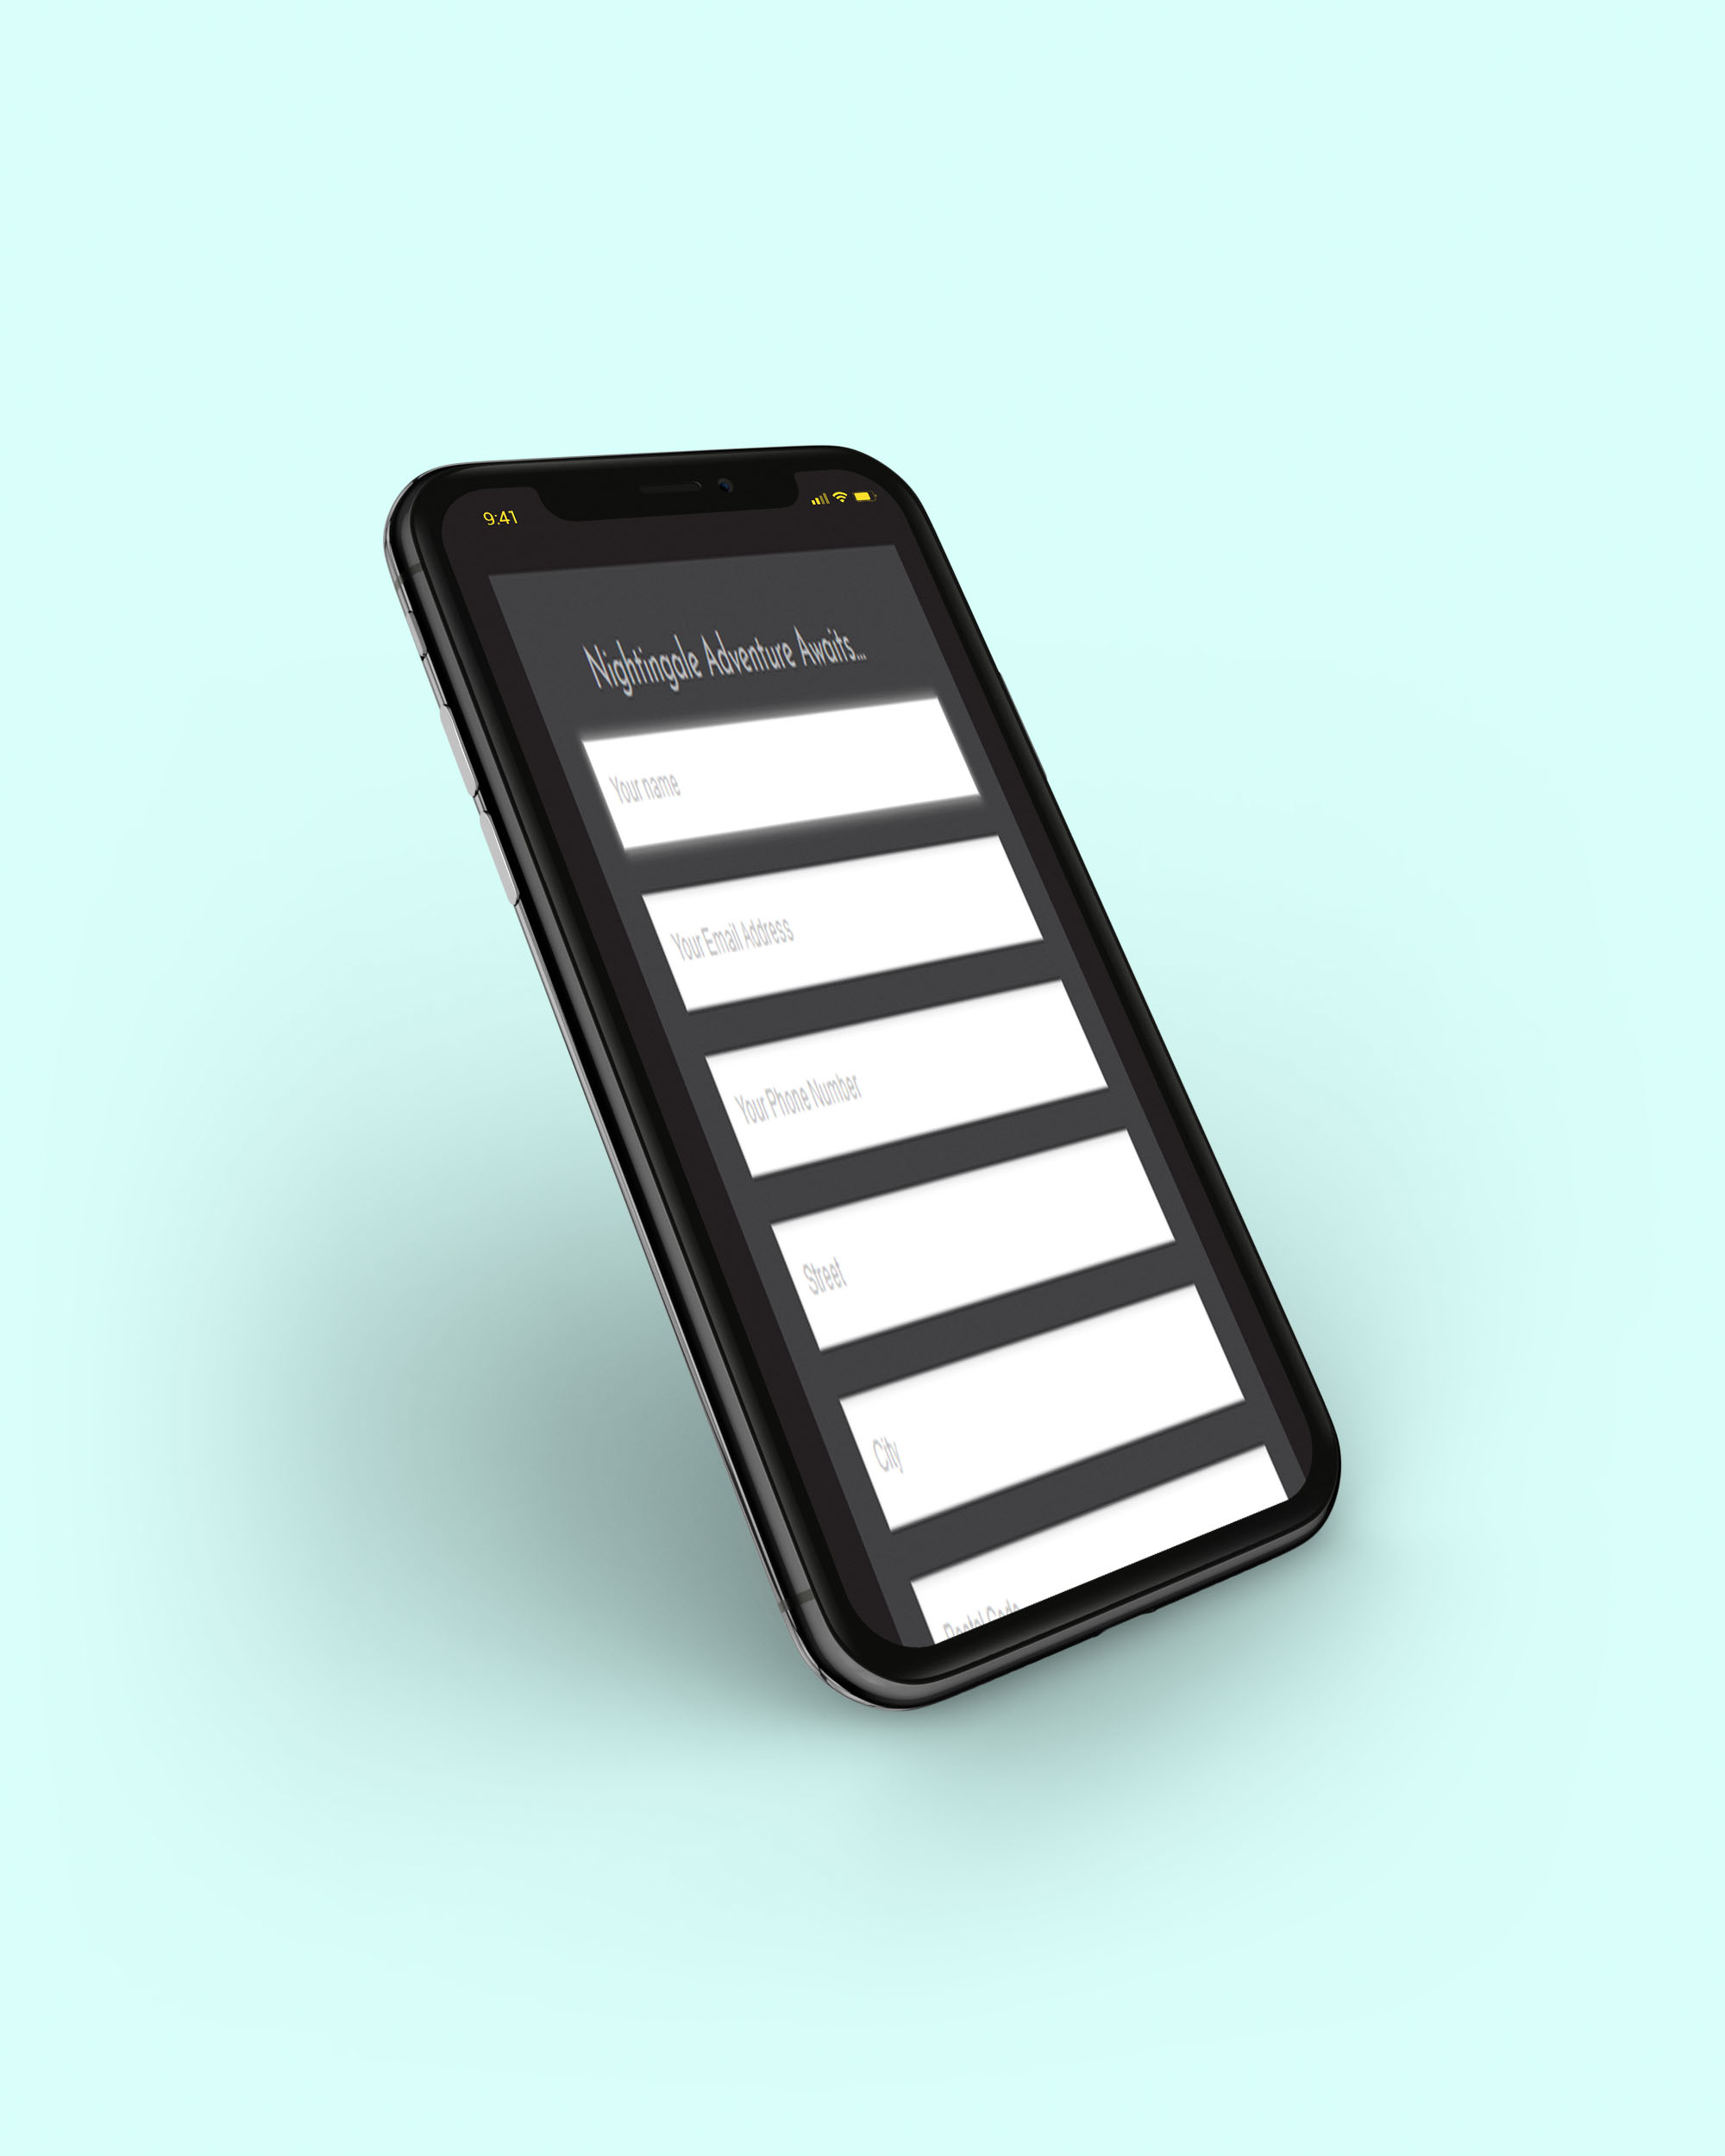 9:41
Nightingale Adventure Awaits...
Your name
Your Email Address
Your Phone Number
Street
City
Postal Code